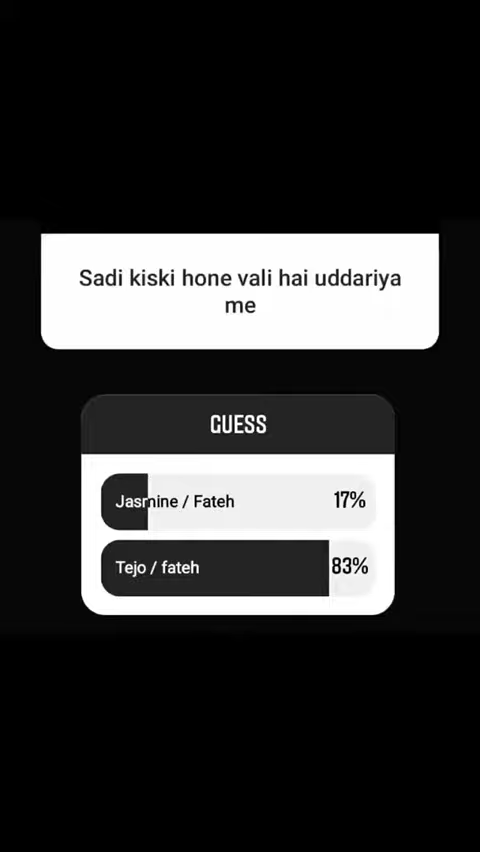 Sadi kiski hone vali hai uddariya
me
GUESS
Jasmine / Fateh 17%
Tejo / fateh 83%